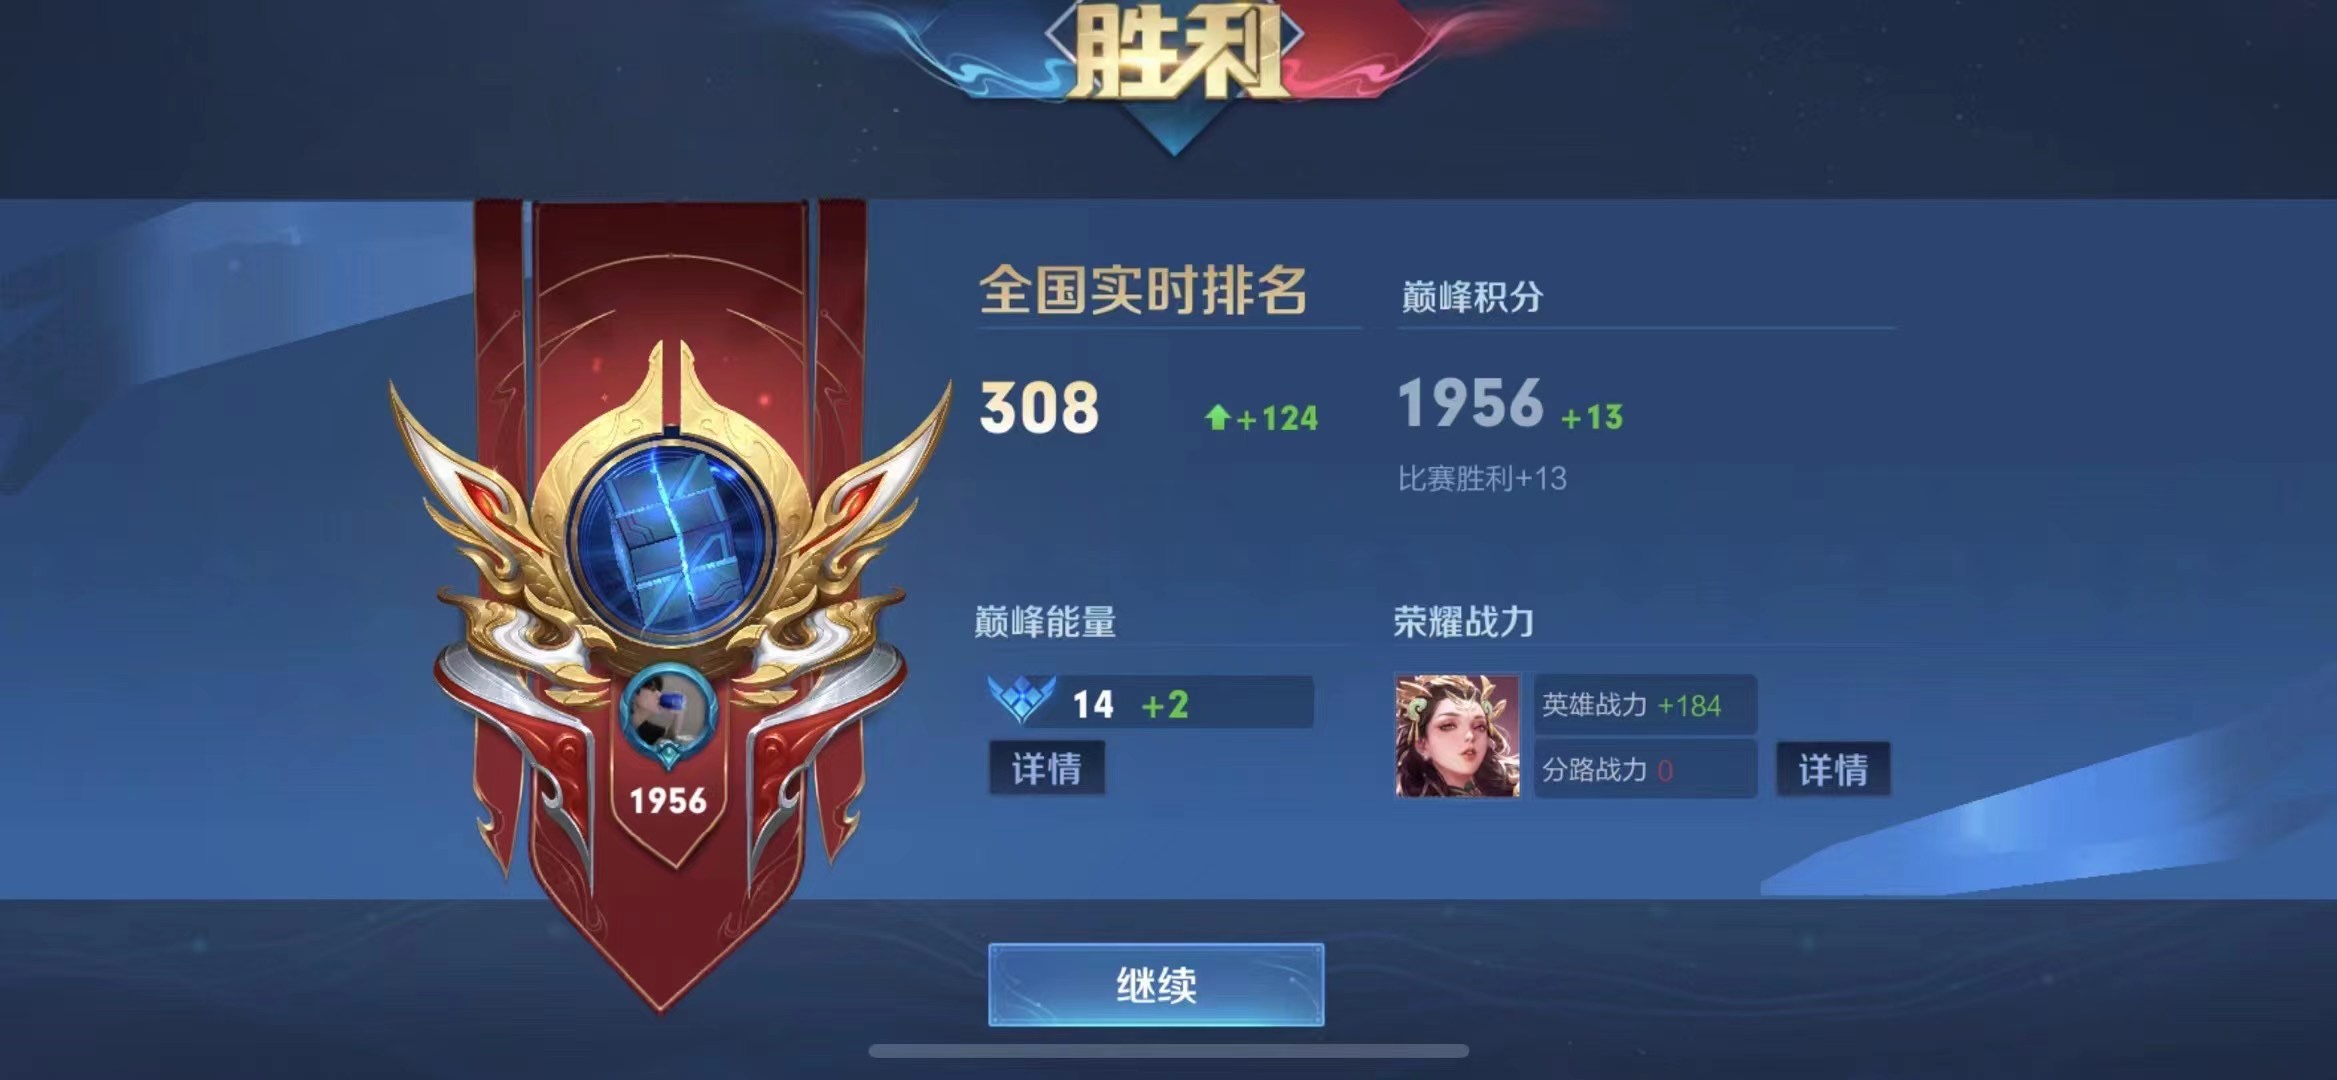 胜利
全国实时排名
308 +124
巅峰积分
1956 +13
比赛胜利+13
1956
巅峰能量
14 +2
详情
荣耀战力
英雄战力 +184
分路战力 0
详情
继续